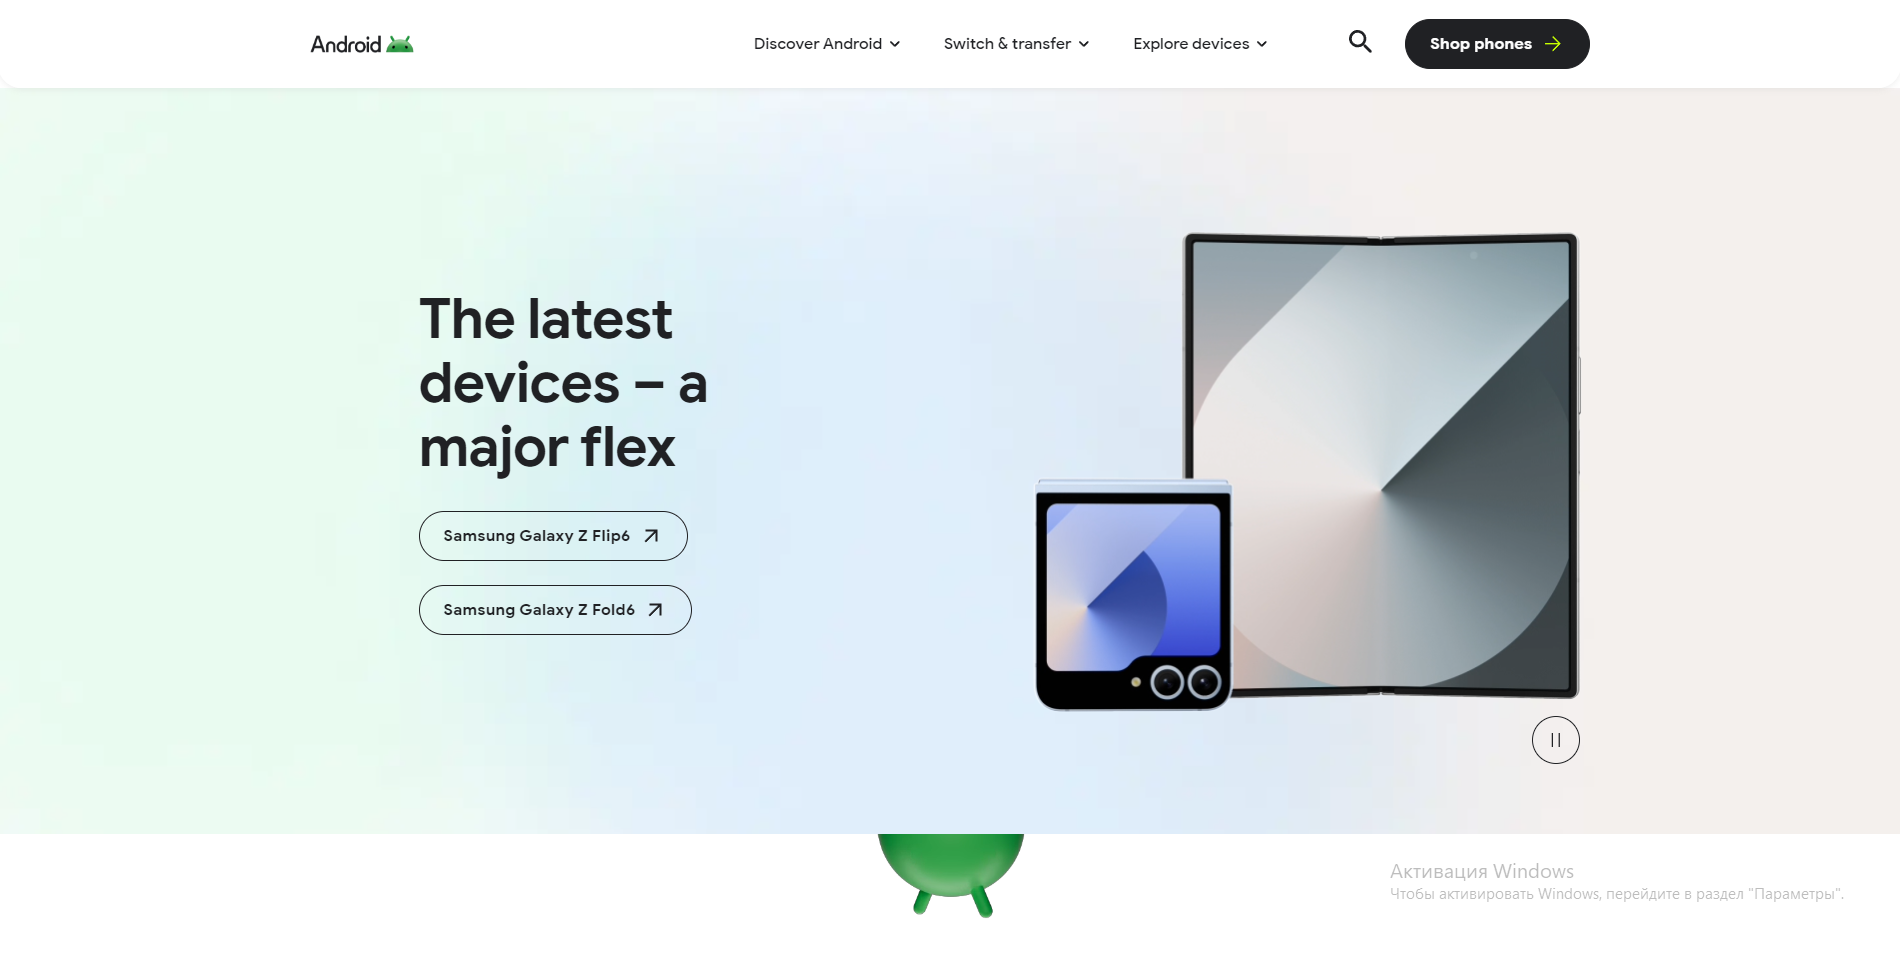 Android
Discover Android
Switch & transfer
Explore devices
Shop phones
The latest
devices – a
major flex
Samsung Galaxy Z Flip6
Samsung Galaxy Z Fold6
Активация Windows
Чтобы активировать Windows, перейдите в раздел "Параметры".